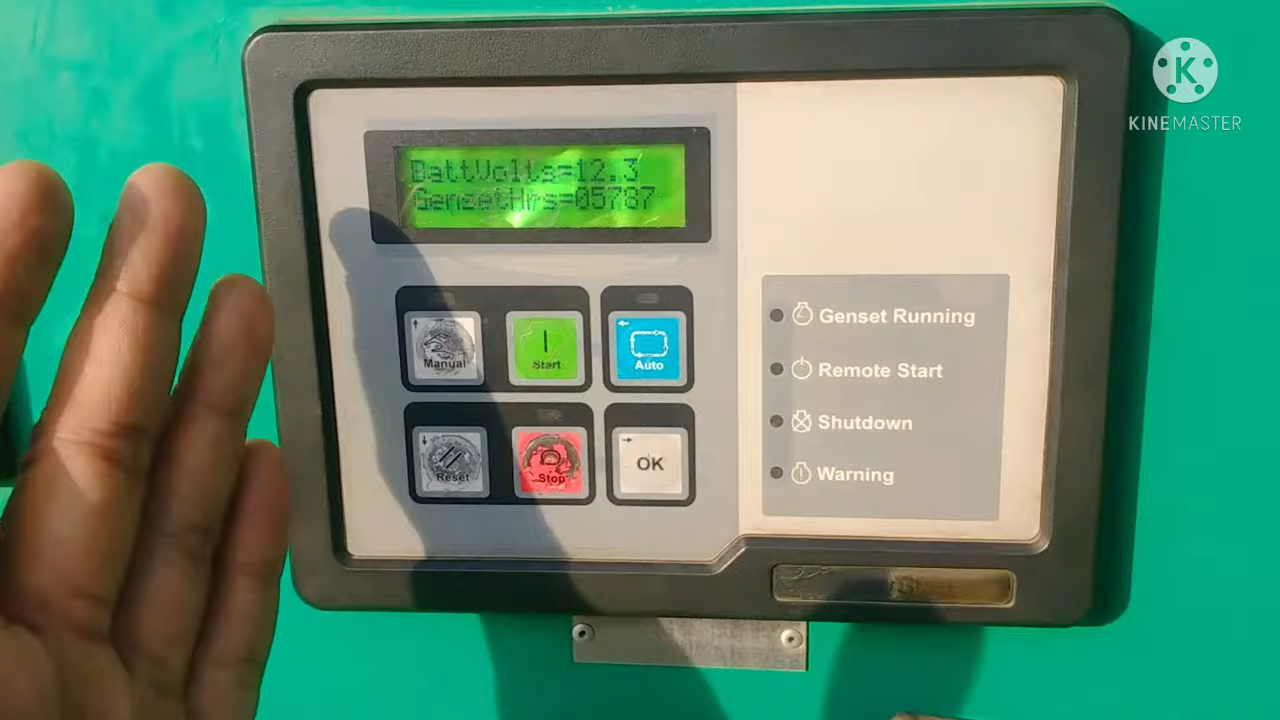 KINEMASTER
BattVolts=12,3
GensetHrs=05787
Manual
Start
Auto
Reset
Stop
OK
Genset Running
Remote Start
Shutdown
Warning